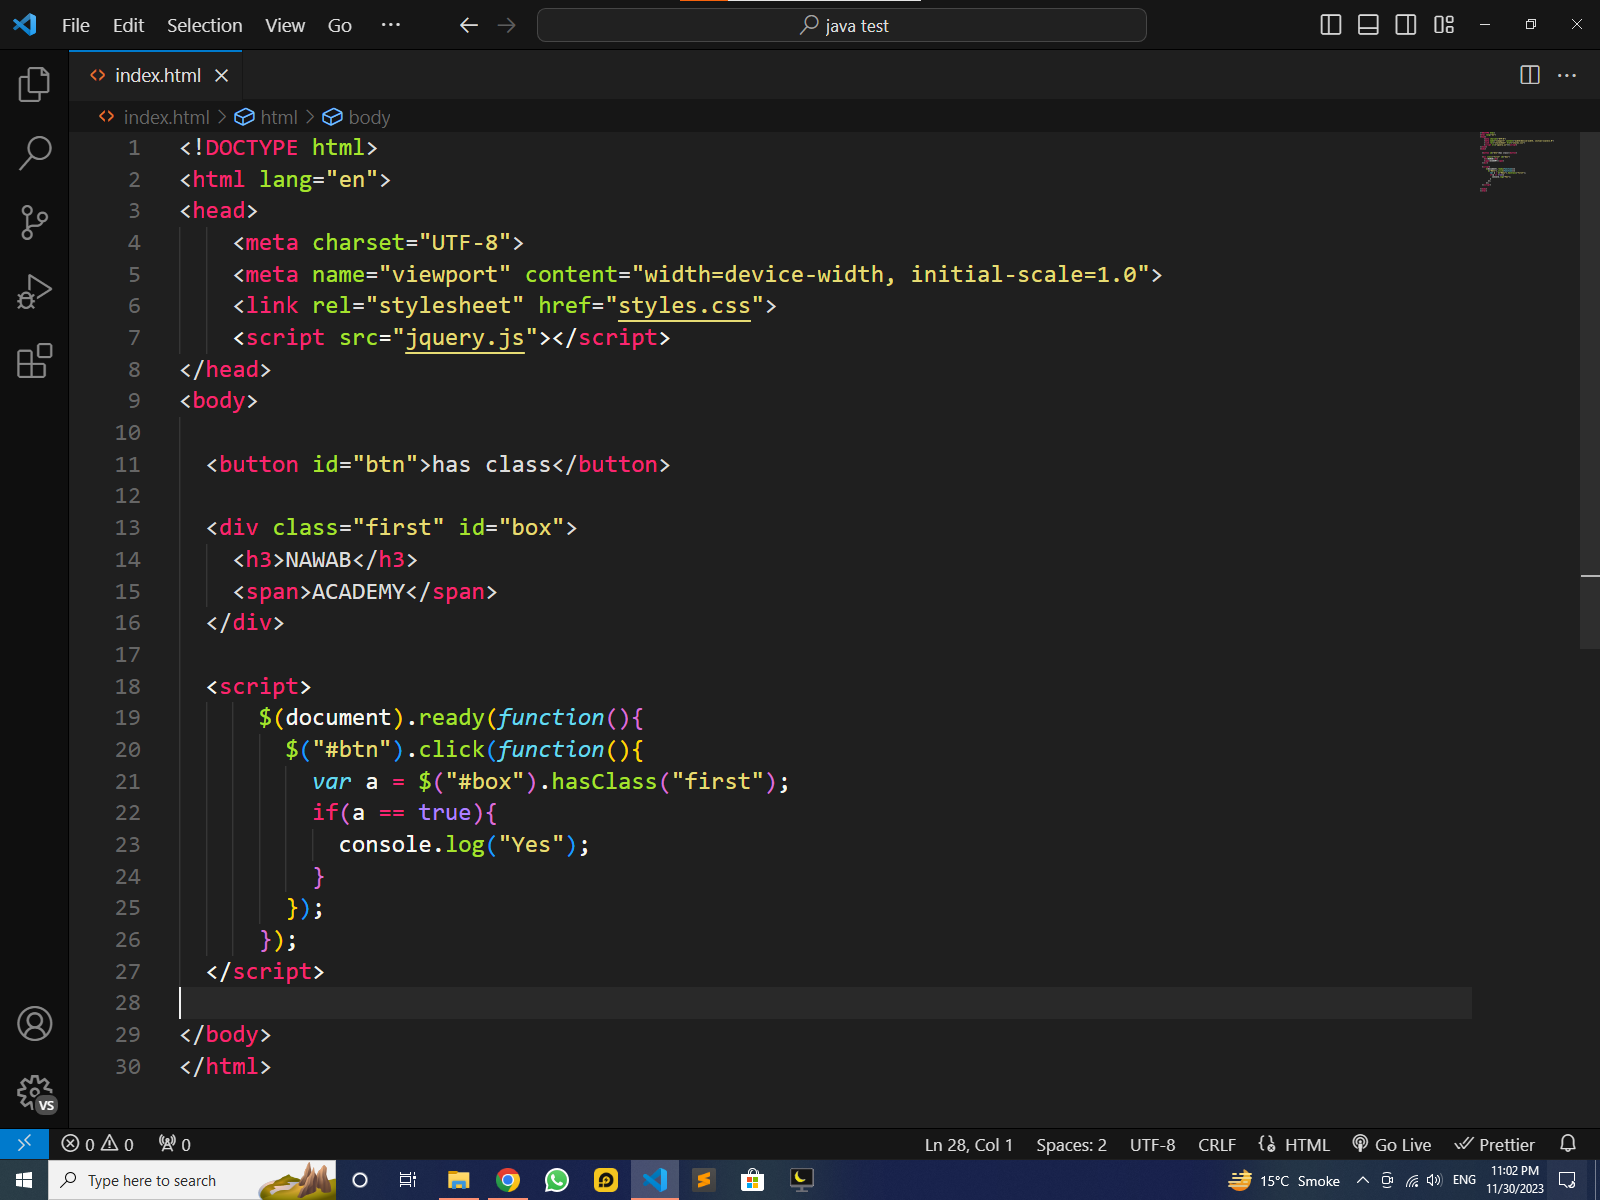 File Edit Selection View Go ··· java test
index.html
index.html > html > body
1 <!DOCTYPE html>
2 <html lang="en">
3 <head>
4     <meta charset="UTF-8">
5     <meta name="viewport" content="width=device-width, initial-scale=1.0">
6     <link rel="stylesheet" href="styles.css">
7     <script src="jquery.js"></script>
8 </head>
9 <body>
10
11   <button id="btn">has class</button>
12
13   <div class="first" id="box">
14     <h3>NAWAB</h3>
15     <span>ACADEMY</span>
16   </div>
17
18   <script>
19       $(document).ready(function(){
20         $("#btn").click(function(){
21           var a = $("#box").hasClass("first");
22           if(a == true){
23             console.log("Yes");
24           }
25         });
26       });
27   </script>
28
29 </body>
30 </html>
VS
0 0 0 Ln 28, Col 1 Spaces: 2 UTF-8 CRLF HTML Go Live Prettier
Type here to search 15°C Smoke ENG 11:02 PM
11/30/2023